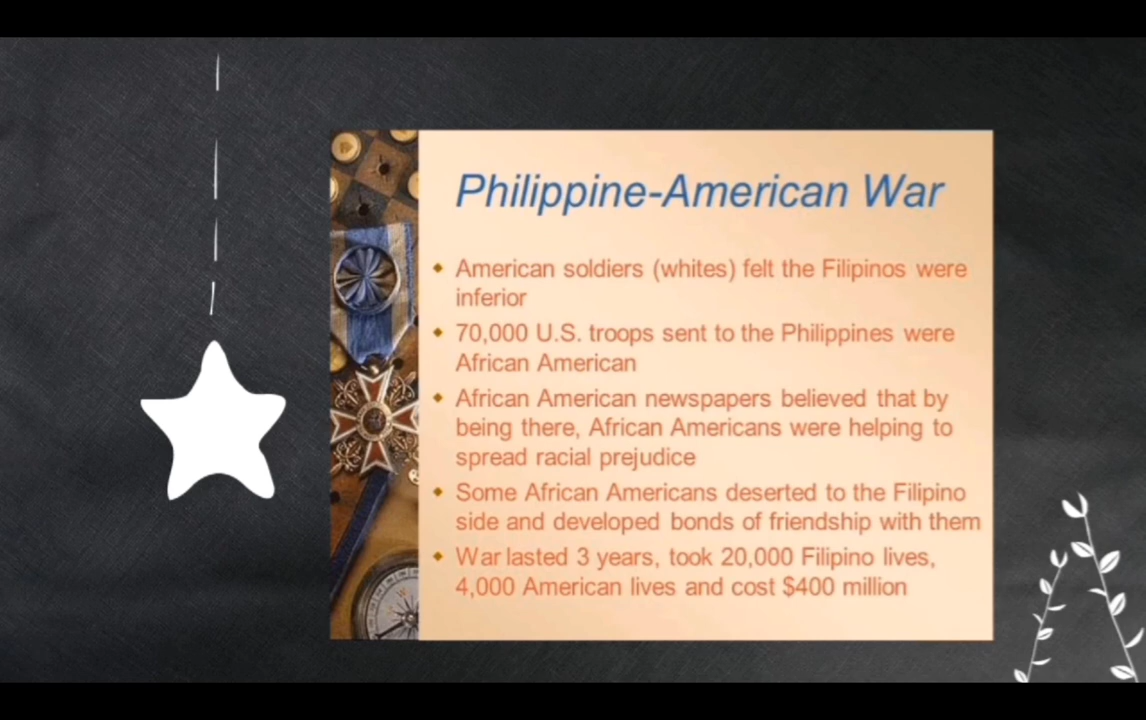 Philippine-American War
American soldiers (whites) felt the Filipinos were
inferior
70,000 U.S. troops sent to the Philippines were
African American
African American newspapers believed that by
being there, African Americans were helping to
spread racial prejudice
Some African Americans deserted to the Filipino
side and developed bonds of friendship with them
War lasted 3 years, took 20,000 Filipino lives,
4,000 American lives and cost $400 million